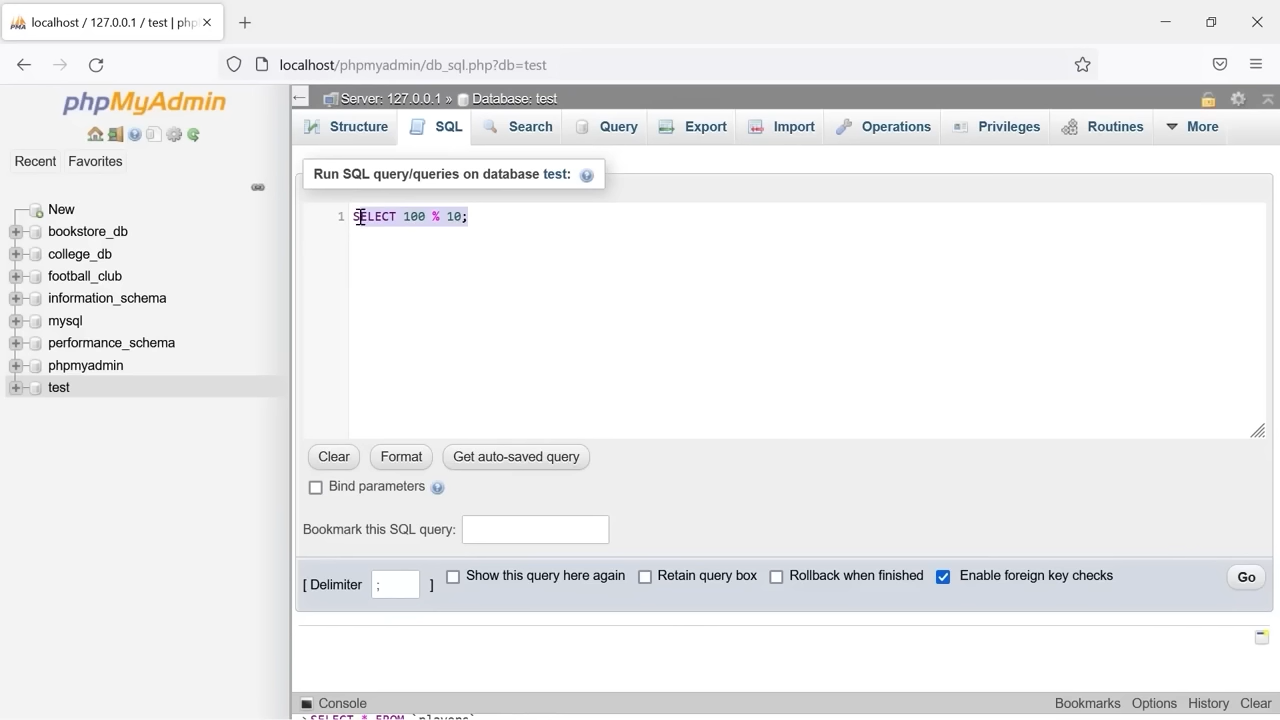 localhost / 127.0.0.1 / test | php
localhost/phpmyadmin/db_sql.php?db=test
phpMyAdmin
Recent Favorites
New
bookstore_db
college_db
football_club
information_schema
mysql
performance_schema
phpmyadmin
test
Server: 127.0.0.1 » Database: test
Structure SQL Search Query Export Import Operations Privileges Routines More
Run SQL query/queries on database test:
1 SELECT 100 % 10;
Clear Format Get auto-saved query
Bind parameters
Bookmark this SQL query:
[ Delimiter ; ] Show this query here again Retain query box Rollback when finished Enable foreign key checks Go
Console Bookmarks Options History Clear
>SELECT * FROM `players`